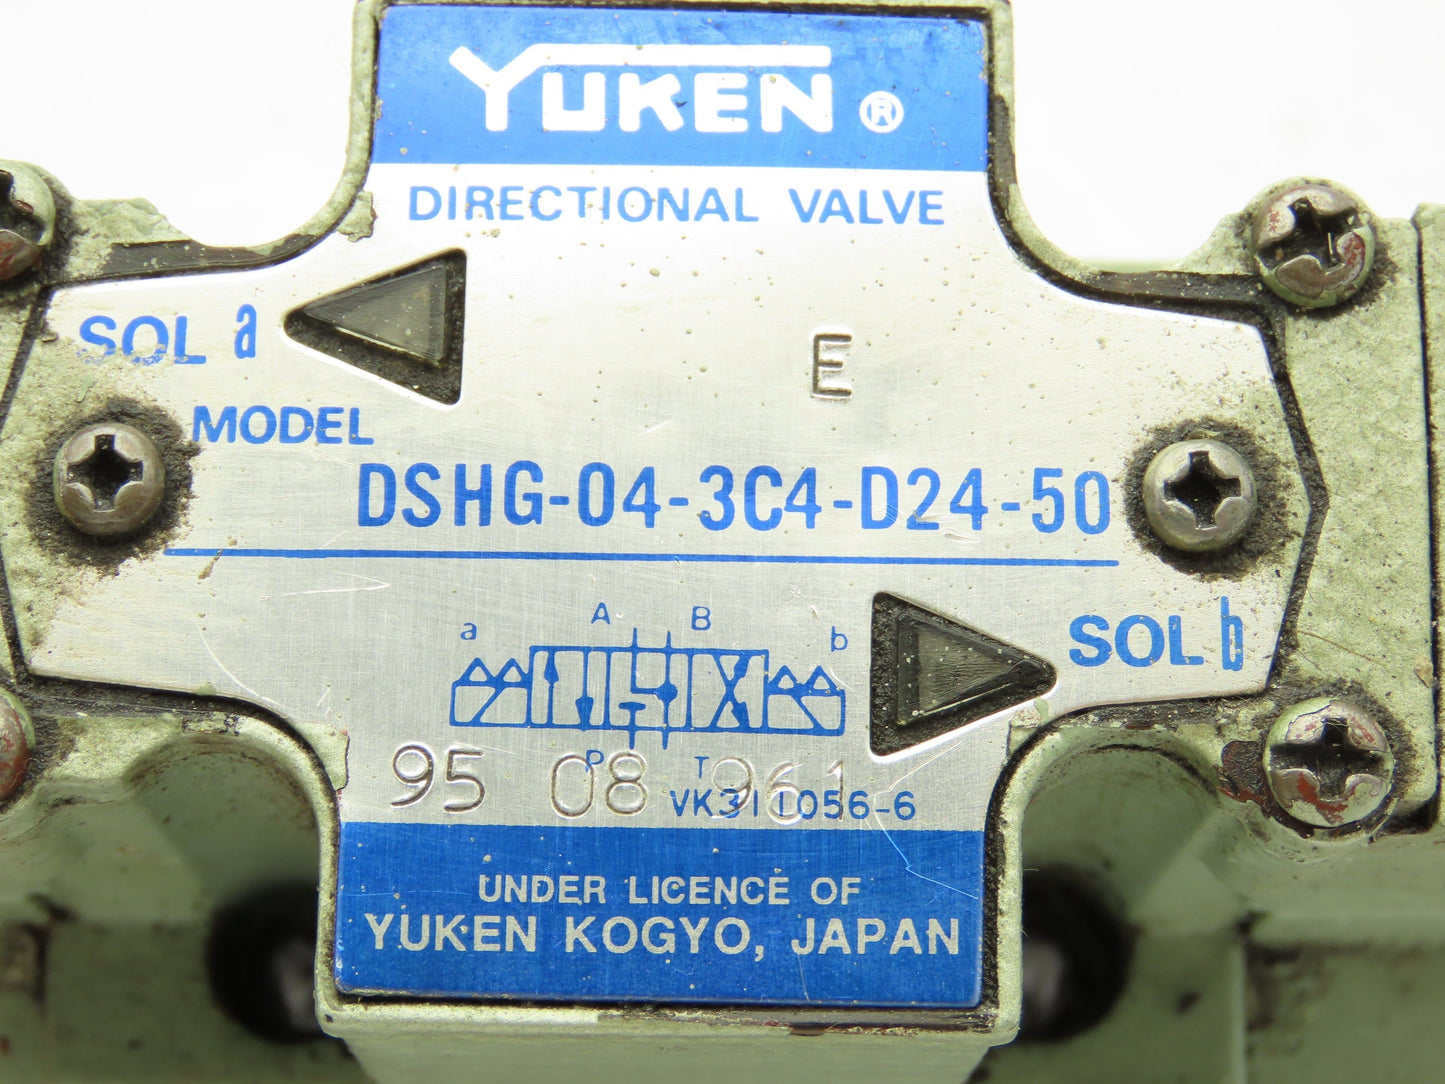 YUKEN ®
DIRECTIONAL VALVE
SOL a
E
MODEL
DSHG-04-3C4-D24-50
SOL b
a A B b
P T
95 08 961
VK311056-6
UNDER LICENCE OF
YUKEN KOGYO, JAPAN